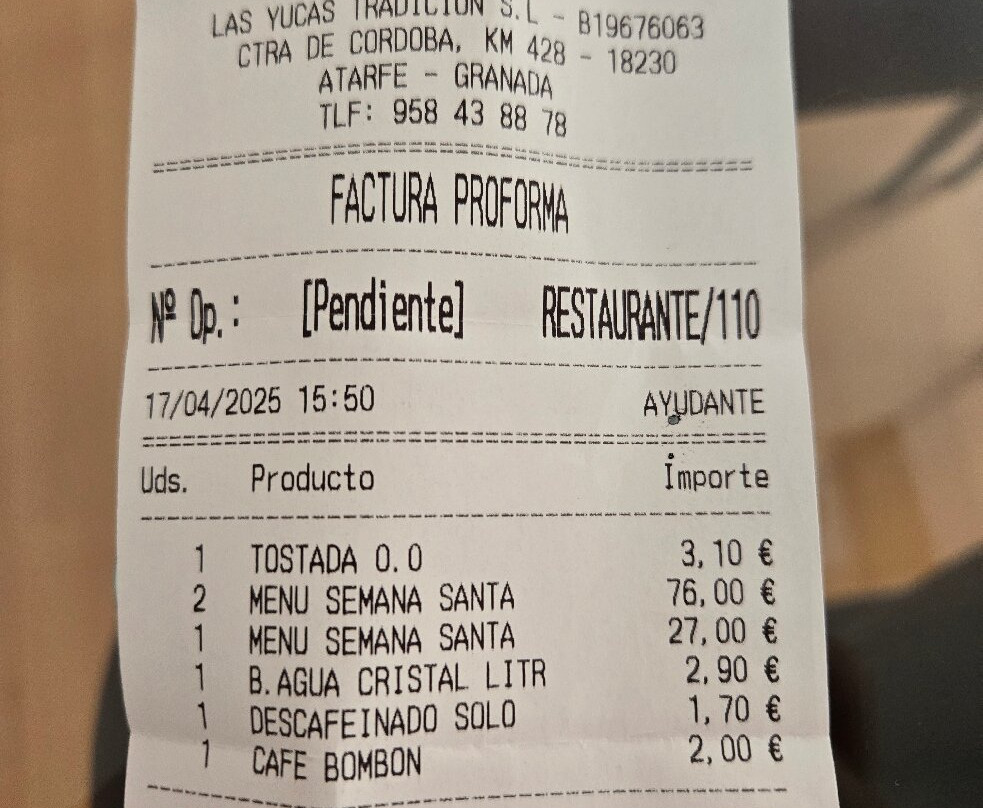 LAS YUCAS TRADICION S.L - B19676063
CTRA DE CORDOBA, KM 428 - 18230
ATARFE - GRANADA
TLF: 958 43 88 78
FACTURA PROFORMA
Nº Op.: [Pendiente] RESTAURANTE/110
17/04/2025 15:50 AYUDANTE
Uds. Producto Importe
1 TOSTADA 0.0 3,10 €
2 MENU SEMANA SANTA 76,00 €
1 MENU SEMANA SANTA 27,00 €
1 B.AGUA CRISTAL LITR 2,90 €
1 DESCAFEINADO SOLO 1,70 €
1 CAFE BOMBON 2,00 €